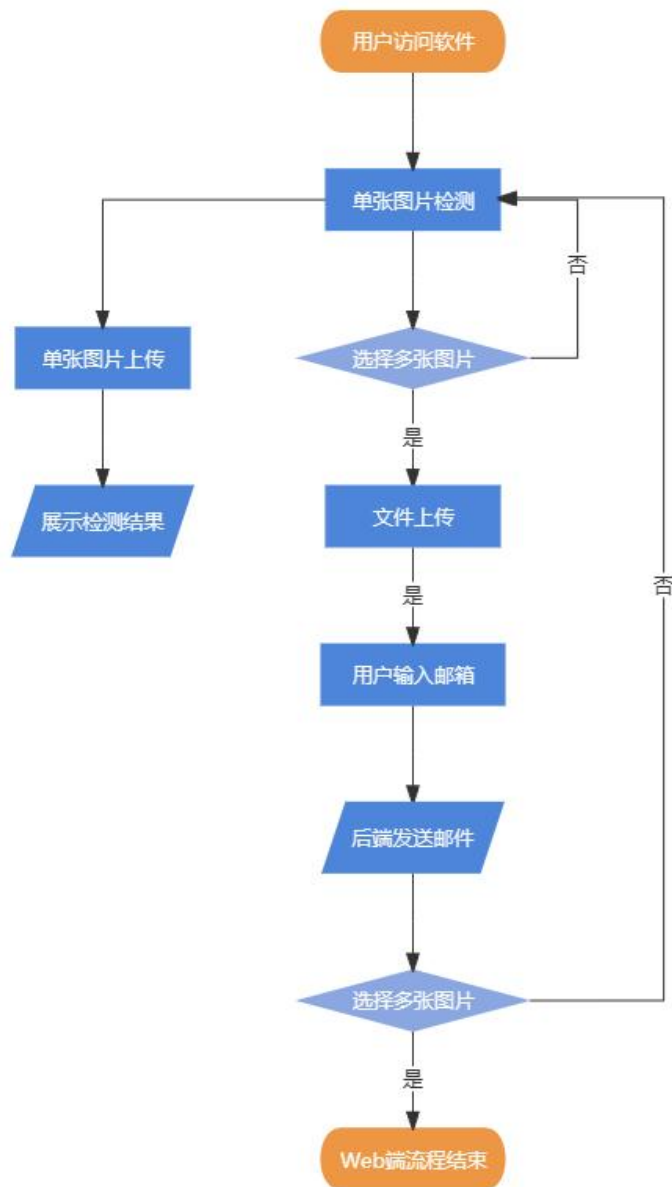 用户访问软件
单张图片检测
否
单张图片上传
选择多张图片
是
展示检测结果
文件上传
是
否
用户输入邮箱
后端发送邮件
选择多张图片
是
Web端流程结束